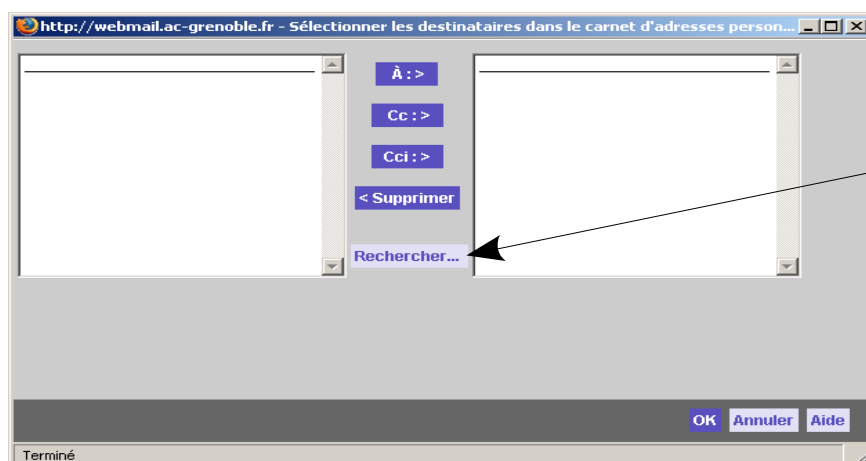 http://webmail.ac-grenoble.fr - Sélectionner les destinataires dans le carnet d'adresses person...
À : >
Cc : >
Cci : >
< Supprimer
Rechercher...
OK Annuler Aide
Terminé